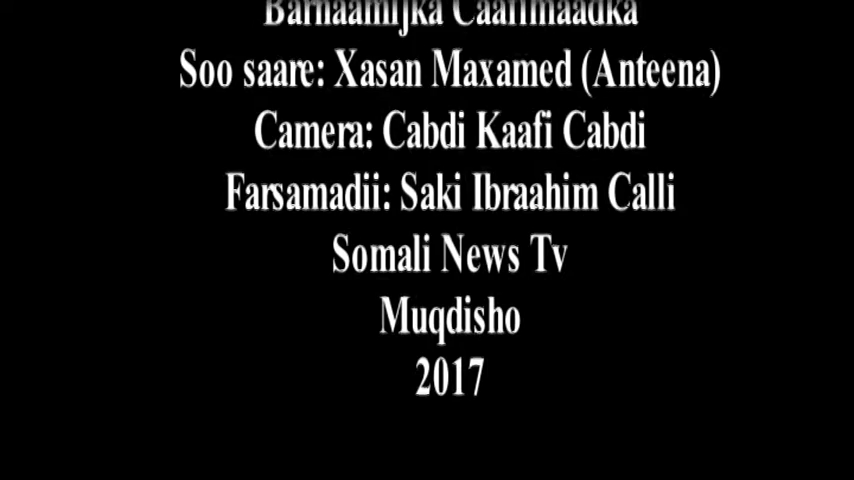 Barnaamijka Caafimaadka
Soo saare: Xasan Maxamed (Anteena)
Camera: Cabdi Kaafi Cabdi
Farsamadii: Saki Ibraahim Calli
Somali News Tv
Muqdisho
2017